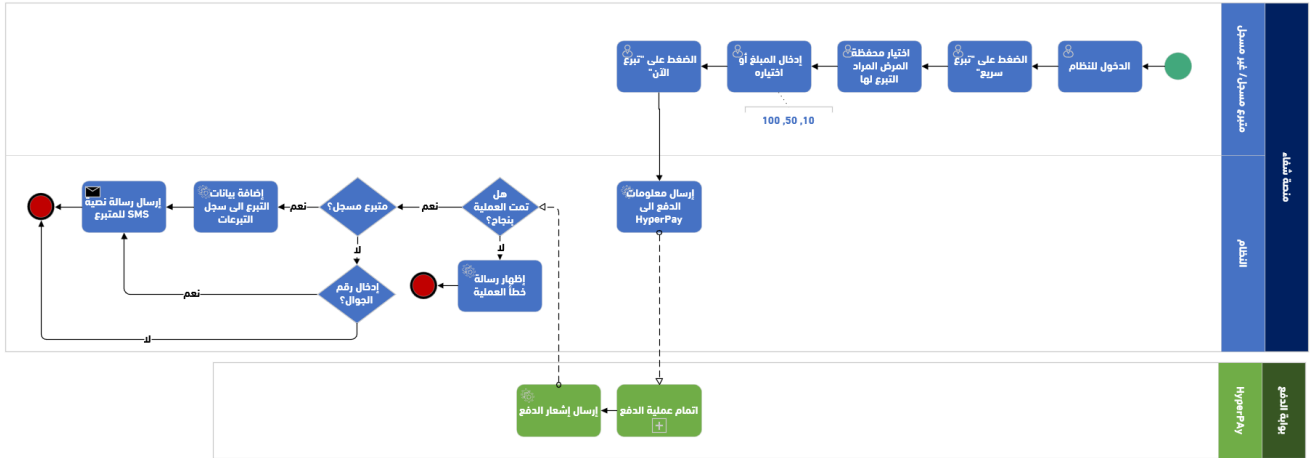 منصة شفاء
متبرع مسجل / غير مسجل
الدخول للنظام
الضغط على "تبرع
سريع"
اختيار محفظة
المرض المراد
التبرع لها
إدخال المبلغ أو
اختياره
10, 50, 100
الضغط على "تبرع
الآن"
النظام
إرسال معلومات
الدفع الى
HyperPay
هل
تمت العملية
بنجاح؟
نعم
لا
إظهار رسالة
خطأ العملية
متبرع مسجل؟
نعم
لا
إضافة بيانات
التبرع الى سجل
التبرعات
إرسال رسالة نصية
SMS للمتبرع
إدخال رقم
الجوال؟
نعم
لا
بوابة الدفع
HyperPAy
اتمام عملية الدفع
إرسال إشعار الدفع